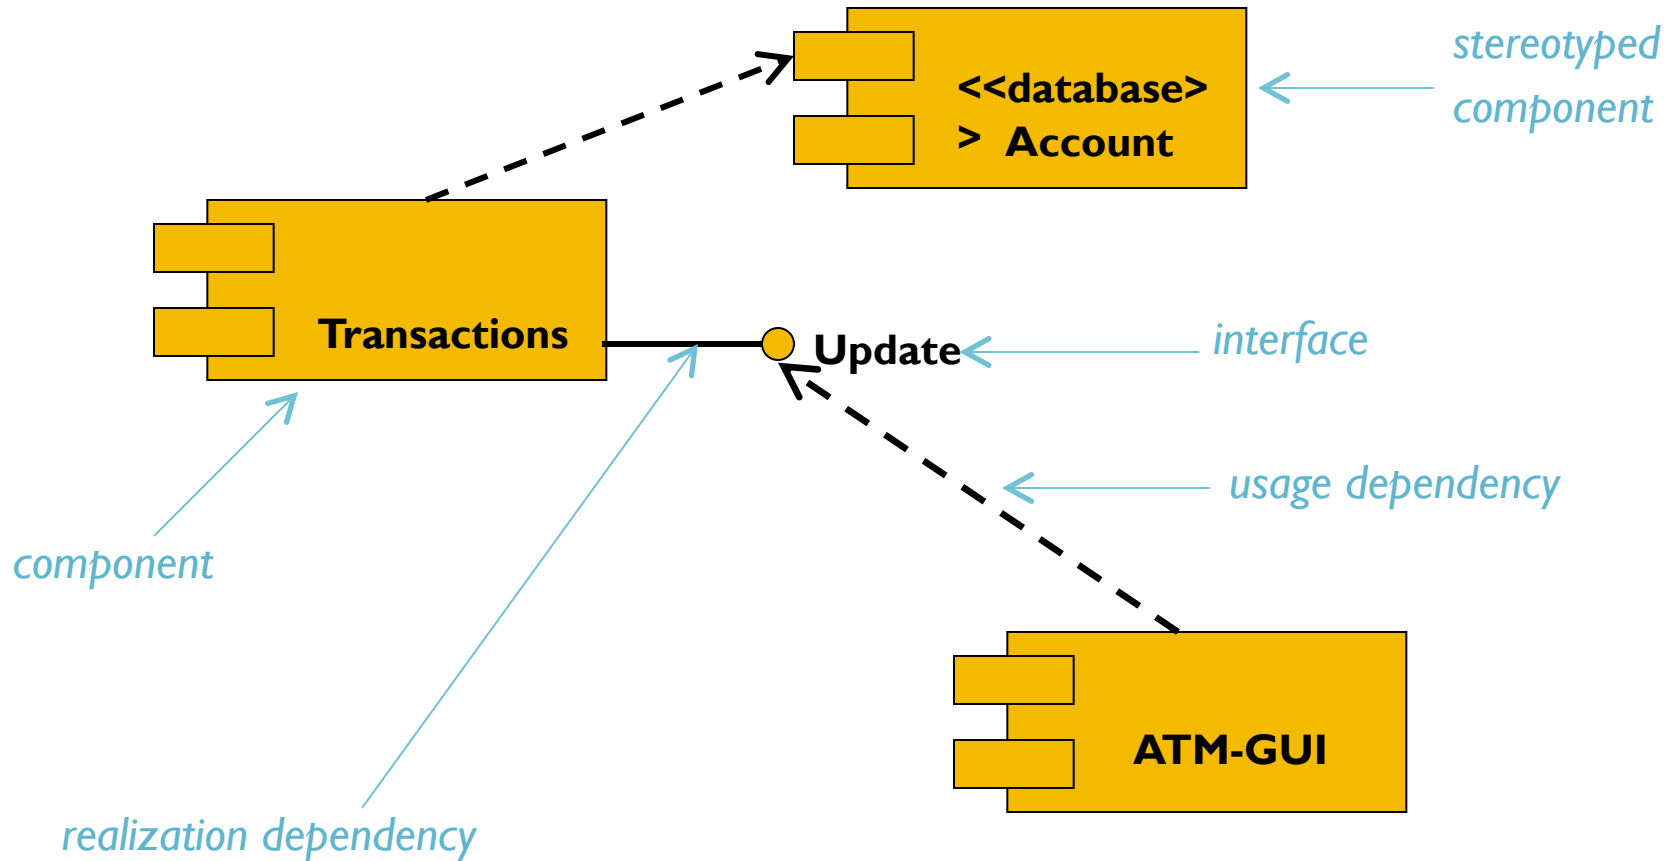 stereotyped
component
<<database>
> Account
Transactions
Update
interface
usage dependency
component
ATM-GUI
realization dependency